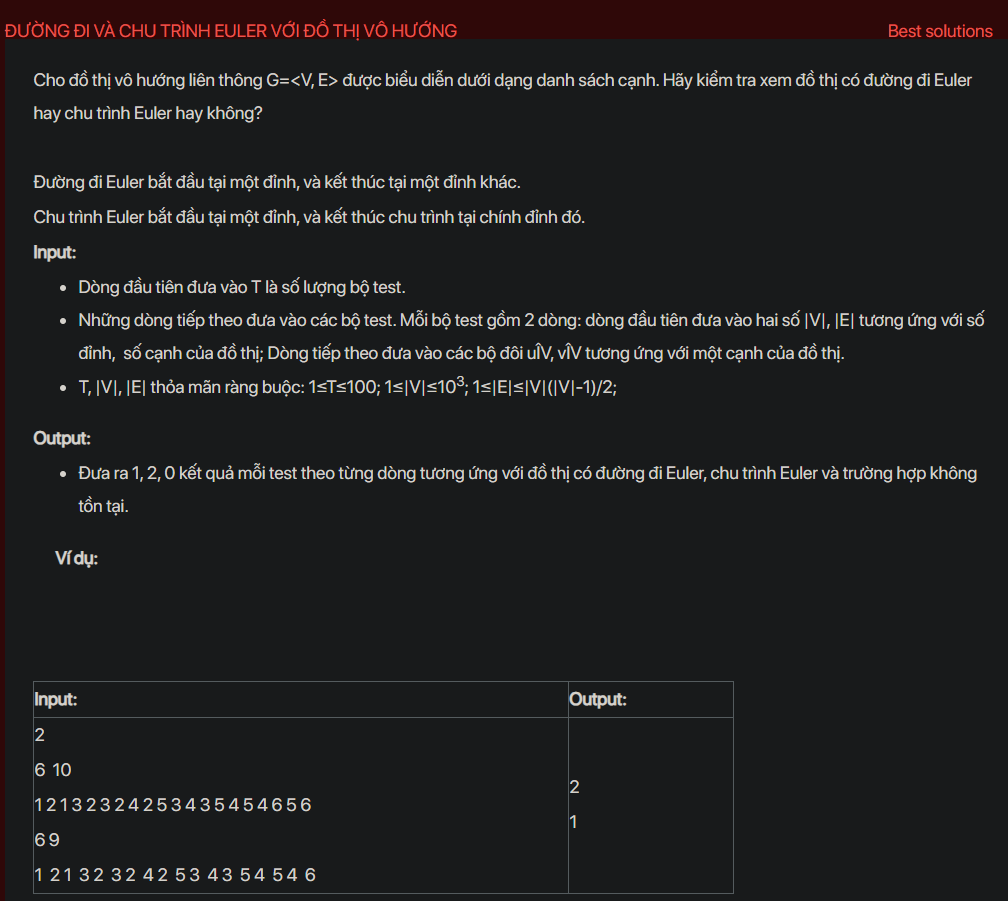 ĐƯỜNG ĐI VÀ CHU TRÌNH EULER VỚI ĐỒ THỊ VÔ HƯỚNG
Best solutions
Cho đồ thị vô hướng liên thông G=<V, E> được biểu diễn dưới dạng danh sách cạnh. Hãy kiểm tra xem đồ thị có đường đi Euler
hay chu trình Euler hay không?
Đường đi Euler bắt đầu tại một đỉnh, và kết thúc tại một đỉnh khác.
Chu trình Euler bắt đầu tại một đỉnh, và kết thúc chu trình tại chính đỉnh đó.
Input:
• Dòng đầu tiên đưa vào T là số lượng bộ test.
• Những dòng tiếp theo đưa vào các bộ test. Mỗi bộ test gồm 2 dòng: dòng đầu tiên đưa vào hai số |V|, |E| tương ứng với số
đỉnh, số cạnh của đồ thị; Dòng tiếp theo đưa vào các bộ đôi uÎV, vÎV tương ứng với một cạnh của đồ thị.
• T, |V|, |E| thỏa mãn ràng buộc: 1≤T≤100; 1≤|V|≤10³; 1≤|E|≤|V|(|V|-1)/2;
Output:
• Đưa ra 1, 2, 0 kết quả mỗi test theo từng dòng tương ứng với đồ thị có đường đi Euler, chu trình Euler và trường hợp không
tồn tại.
Ví dụ:
Input:
Output:
2
6 10
1 2 1 3 2 3 2 4 2 5 3 4 3 5 4 5 4 6 5 6
6 9
1 2 1 3 2 3 2 4 2 5 3 4 3 5 4 5 4 6
2
1